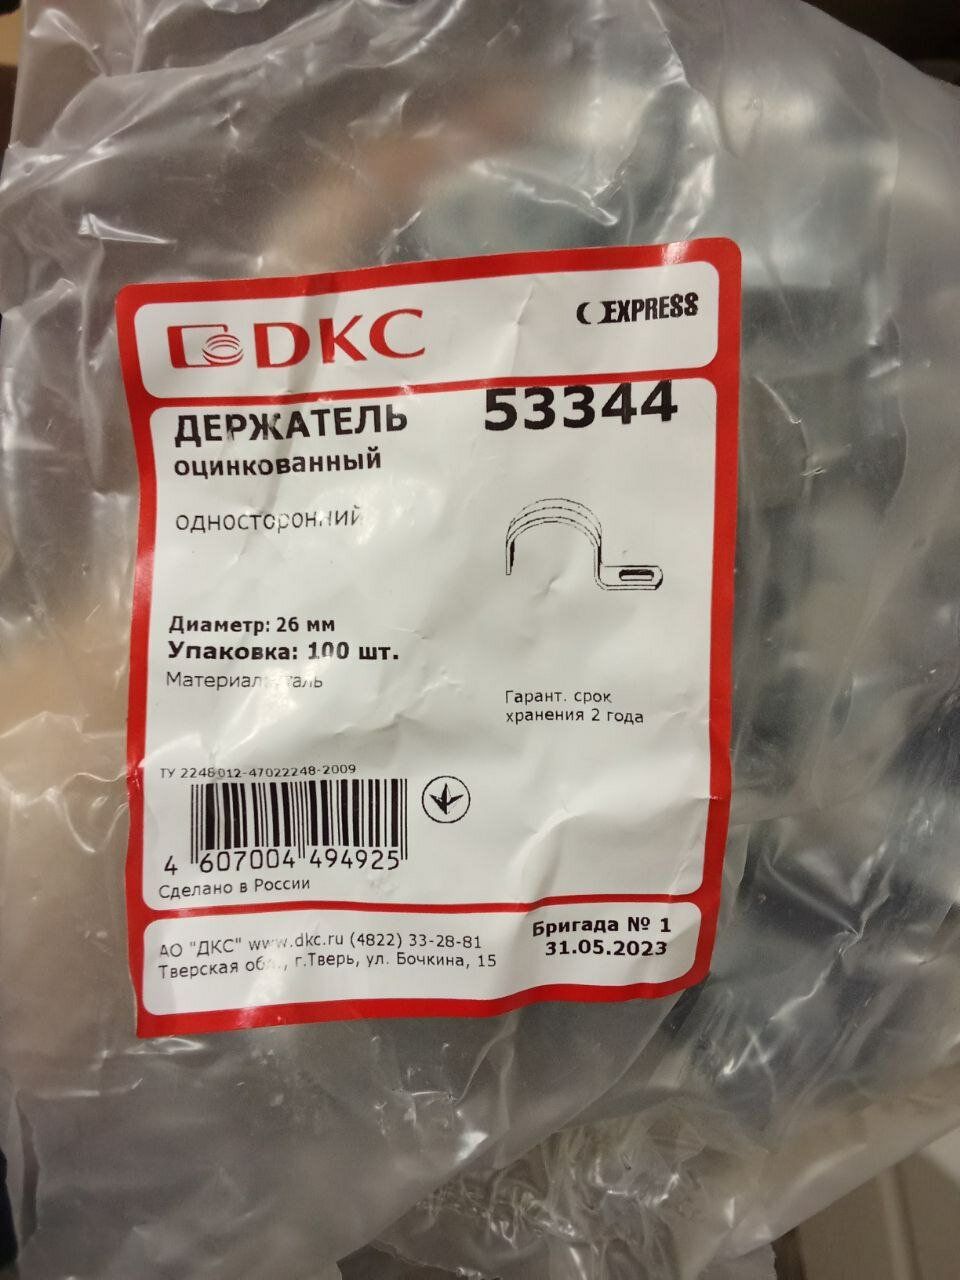 DKC
EXPRESS
ДЕРЖАТЕЛЬ
53344
оцинкованный
односторонний
Диаметр: 26 мм
Упаковка: 100 шт.
Материал: сталь
Гарант. срок
хранения 2 года
ТУ 2248-012-47022248-2009
4 607004 494925
Сделано в России
АО "ДКС" www.dkc.ru (4822) 33-28-81
Тверская обл., г.Тверь, ул. Бочкина, 15
Бригада № 1
31.05.2023